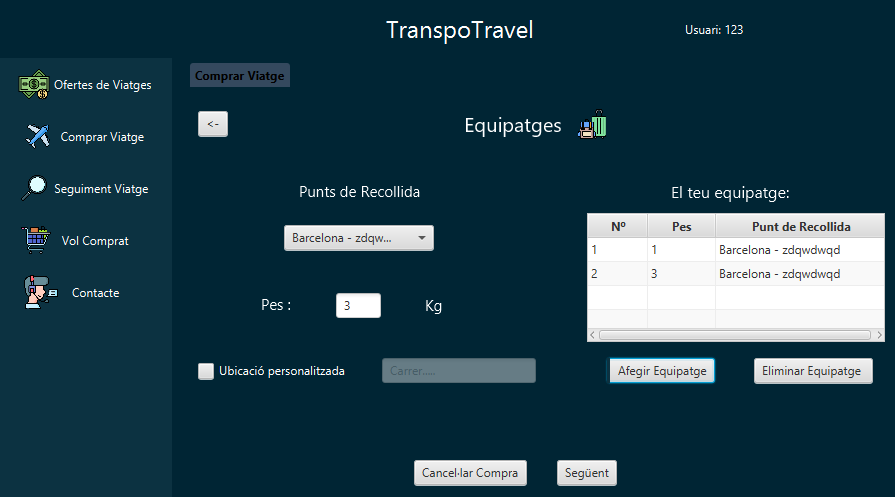 TranspoTravel
Usuari: 123
Ofertes de Viatges
Comprar Viatge
Seguiment Viatge
Vol Comprat
Contacte
Comprar Viatge
<-
Equipatges
Punts de Recollida
Barcelona - zdqw...
Pes :
3
Kg
Ubicació personalitzada
Carrer.....
El teu equipatge:
Nº Pes Punt de Recollida
1 1 Barcelona - zdqwdwqd
2 3 Barcelona - zdqwdwqd
Afegir Equipatge
Eliminar Equipatge
Cancel·lar Compra
Següent